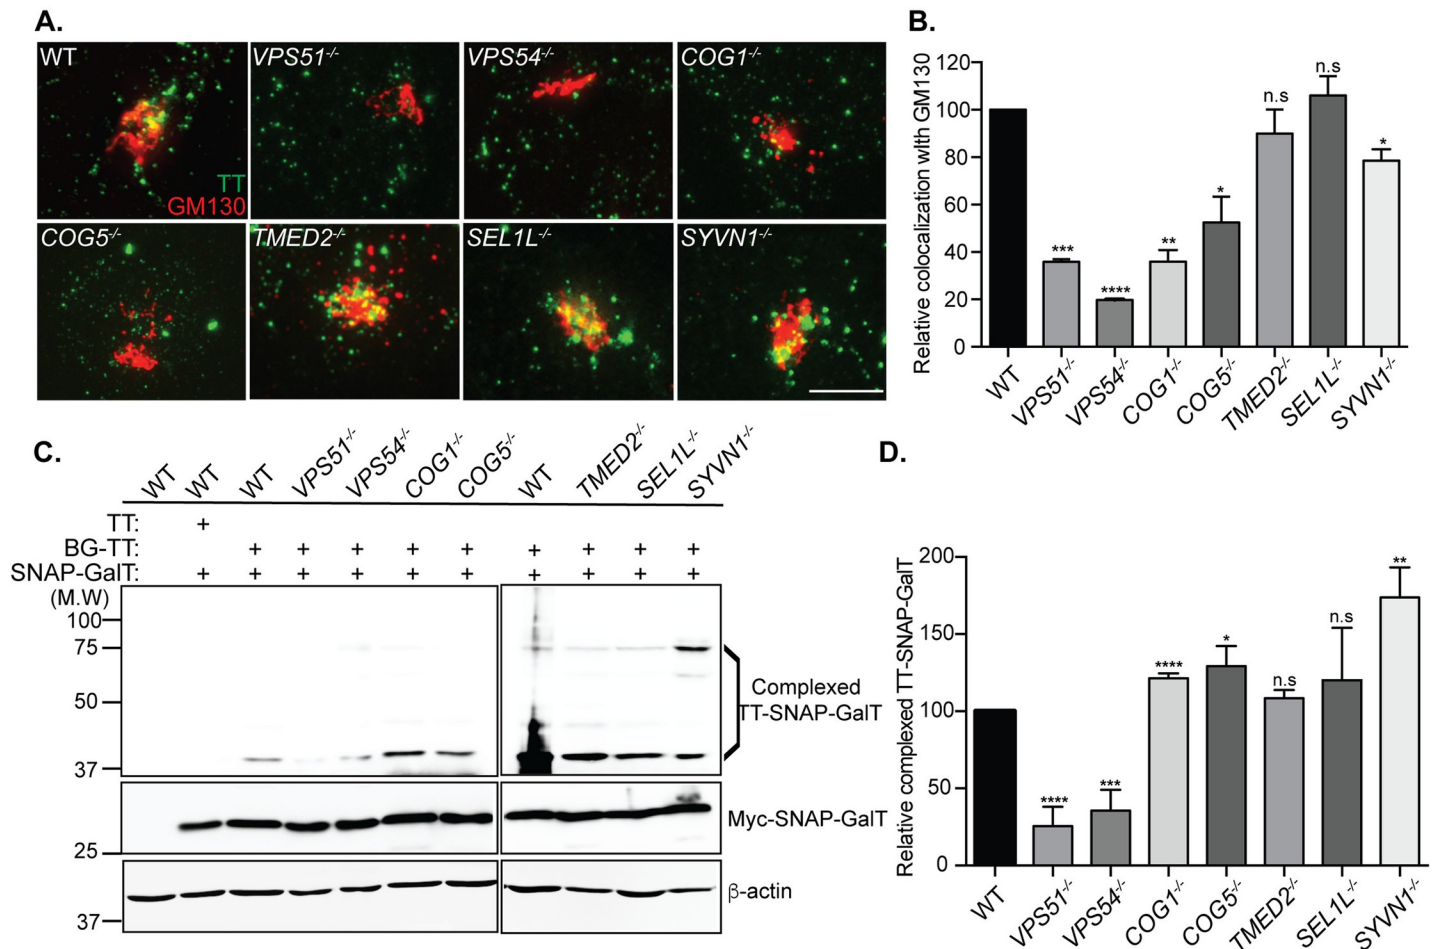 A.
WT
VPS51-/-
VPS54-/-
COG1-/-
TT
GM130
COG5-/-
TMED2-/-
SEL1L-/-
SYVN1-/-
B.
Relative colocalization wIth GM130
120
100
80
60
40
20
0
***
****
**
*
n.s
n.s
*
WT
VPS51-/-
VPS54-/-
COG1-/-
COG5-/-
TMED2-/-
SEL1L-/-
SYVN1-/-
C.
WT WT WT VPS51-/- VPS54-/- COG1-/- COG5-/- WT TMED2-/- SEL1L-/- SYVN1-/-
TT: +
BG-TT: + + + + + + + + +
SNAP-GalT: + + + + + + + + + +
(M.W)
100
75
50
37
Complexed
TT-SNAP-GalT
25
Myc-SNAP-GalT
37
β-actin
D.
Relative complexed TT-SNAP-GalT
200
150
100
50
0
****
***
****
*
n.s
n.s
**
WT
VPS51-/-
VPS54-/-
COG1-/-
COG5-/-
TMED2-/-
SEL1L-/-
SYVN1-/-